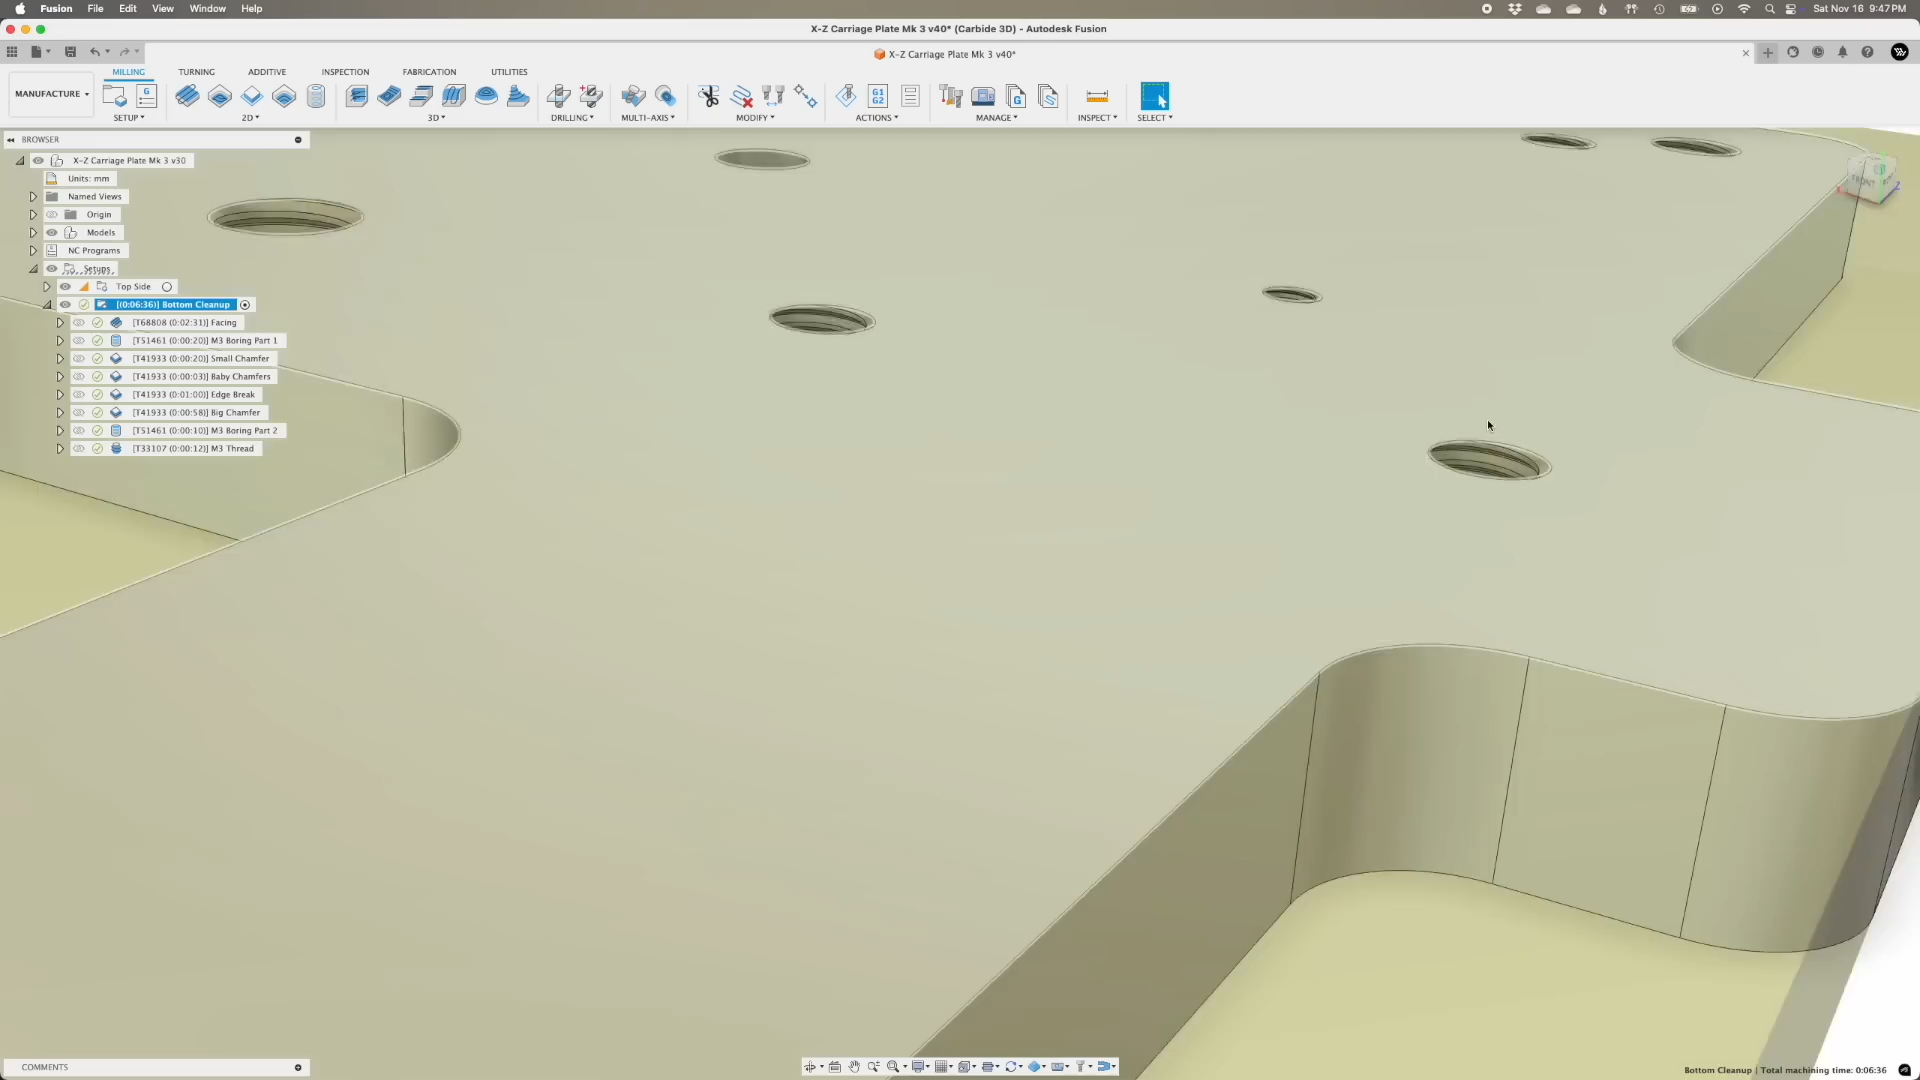 Fusion File Edit View Window Help
Sat Nov 16 9:47 PM
X-Z Carriage Plate Mk 3 v40* (Carbide 3D) - Autodesk Fusion
X-Z Carriage Plate Mk 3 v40*
MILLING TURNING ADDITIVE INSPECTION FABRICATION UTILITIES
MANUFACTURE
G
G1
G2
G
SETUP 2D 3D DRILLING MULTI-AXIS MODIFY ACTIONS MANAGE INSPECT SELECT
BROWSER
X-Z Carriage Plate Mk 3 v30
Units: mm
Named Views
Origin
Models
NC Programs
Setups
Top Side
[(0:06:36)] Bottom Cleanup
[T68808 (0:02:31)] Facing
[T51461 (0:00:20)] M3 Boring Part 1
[T41933 (0:00:20)] Small Chamfer
[T41933 (0:00:03)] Baby Chamfers
[T41933 (0:01:00)] Edge Break
[T41933 (0:00:58)] Big Chamfer
[T51461 (0:00:10)] M3 Boring Part 2
[T33107 (0:00:12)] M3 Thread
FRONT
Z
COMMENTS
Bottom Cleanup | Total machining time: 0:06:36